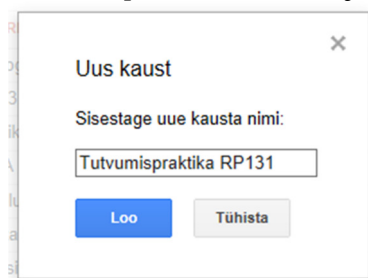 Uus kaust
Sisestage uue kausta nimi:
Tutvumispraktika RP131
Loo
Tühista